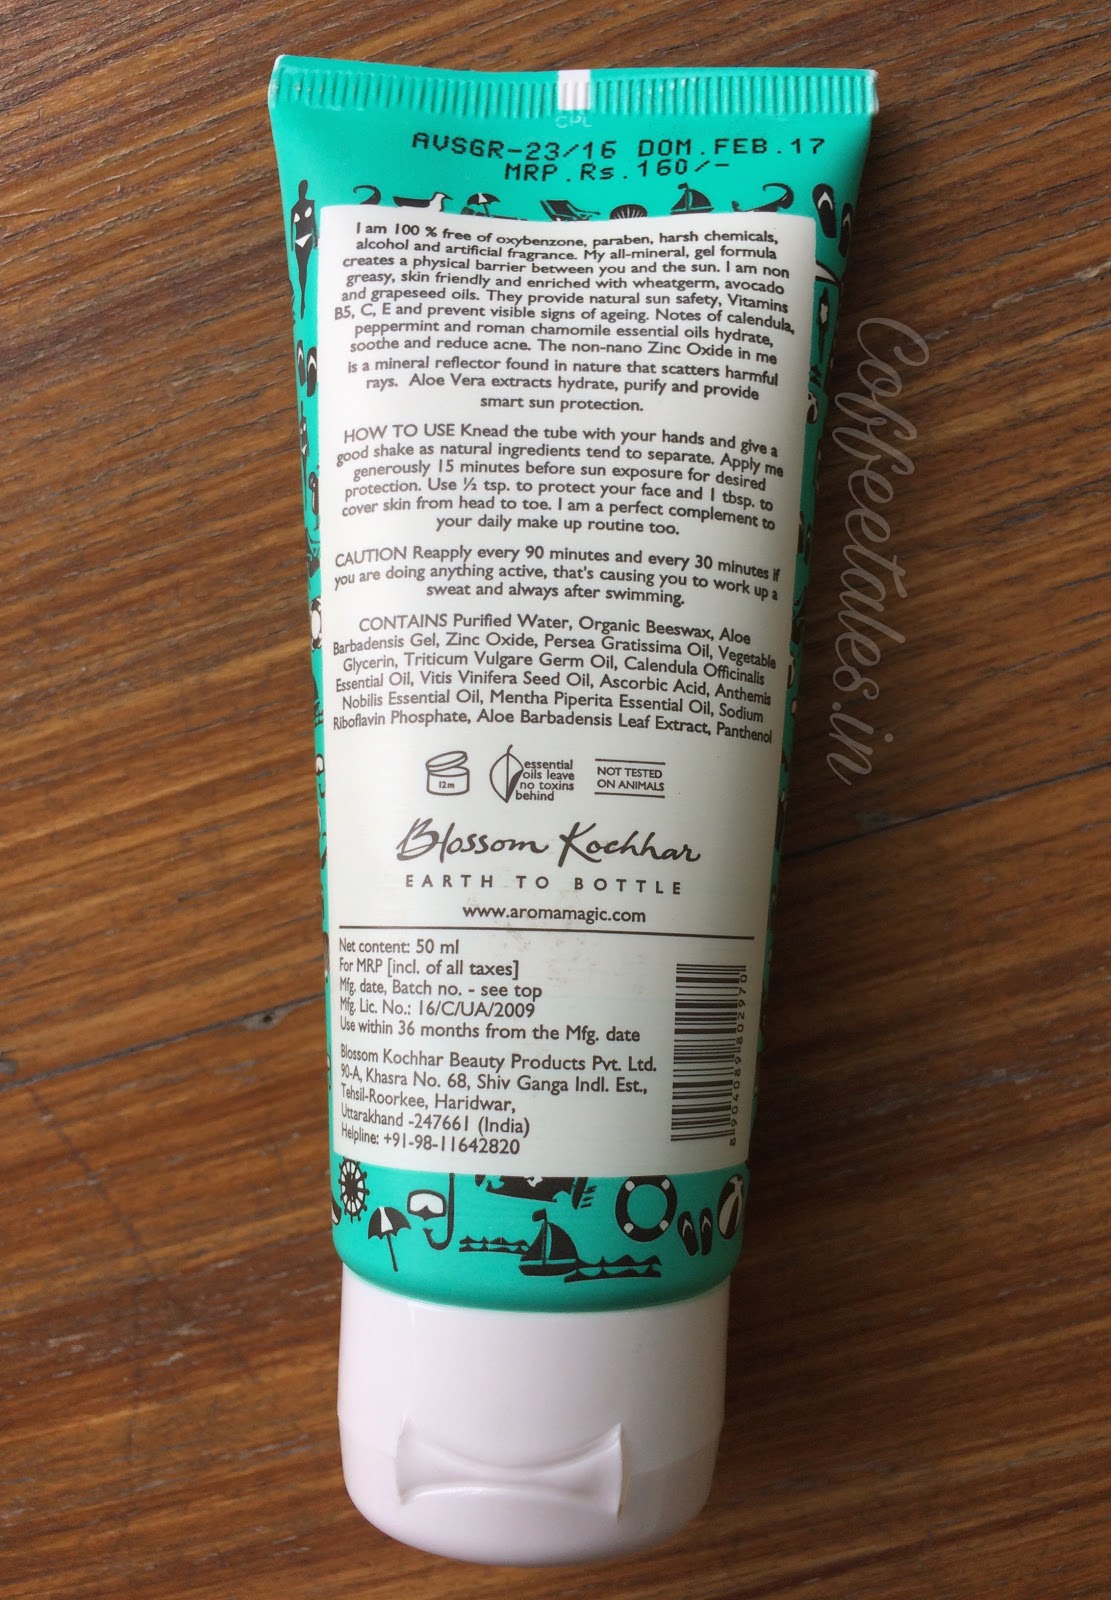 CPL
AVSGR-23/16 DOM.FEB.17
MRP.Rs.160/-
I am 100 % free of oxybenzone, paraben, harsh chemicals,
alcohol and artificial fragrance. My all-mineral, gel formula
creates a physical barrier between you and the sun. I am non
greasy, skin friendly and enriched with wheatgerm, avocado
and grapeseed oils. They provide natural sun safety, Vitamins
B5, C, E and prevent visible signs of ageing. Notes of calendula,
peppermint and roman chamomile essential oils hydrate,
soothe and reduce acne. The non-nano Zinc Oxide in me
is a mineral reflector found in nature that scatters harmful
rays. Aloe Vera extracts hydrate, purify and provide
smart sun protection.
HOW TO USE Knead the tube with your hands and give a
good shake as natural ingredients tend to separate. Apply me
generously 15 minutes before sun exposure for desired
protection. Use ½ tsp. to protect your face and 1 tbsp. to
cover skin from head to toe. I am a perfect complement to
your daily make up routine too.
CAUTION Reapply every 90 minutes and every 30 minutes if
you are doing anything active, that's causing you to work up a
sweat and always after swimming.
CONTAINS Purified Water, Organic Beeswax, Aloe
Barbadensis Gel, Zinc Oxide, Persea Gratissima Oil, Vegetable
Glycerin, Triticum Vulgare Germ Oil, Calendula Officinalis
Essential Oil, Vitis Vinifera Seed Oil, Ascorbic Acid, Anthemis
Nobilis Essential Oil, Mentha Piperita Essential Oil, Sodium
Riboflavin Phosphate, Aloe Barbadensis Leaf Extract, Panthenol
12m
essential
oils leave
no toxins
behind
NOT TESTED
ON ANIMALS
Blossom Kochhar
EARTH TO BOTTLE
www.aromamagic.com
Net content: 50 ml
For MRP [incl. of all taxes]
Mfg. date, Batch no. - see top
Mfg. Lic. No.: 16/C/UA/2009
Use within 36 months from the Mfg. date
Blossom Kochhar Beauty Products Pvt. Ltd.
90-A, Khasra No. 68, Shiv Ganga Indl. Est.,
Tehsil-Roorkee, Haridwar,
Uttarakhand -247661 (India)
Helpline: +91-98-11642820
8904089802970
Coffeetales.in